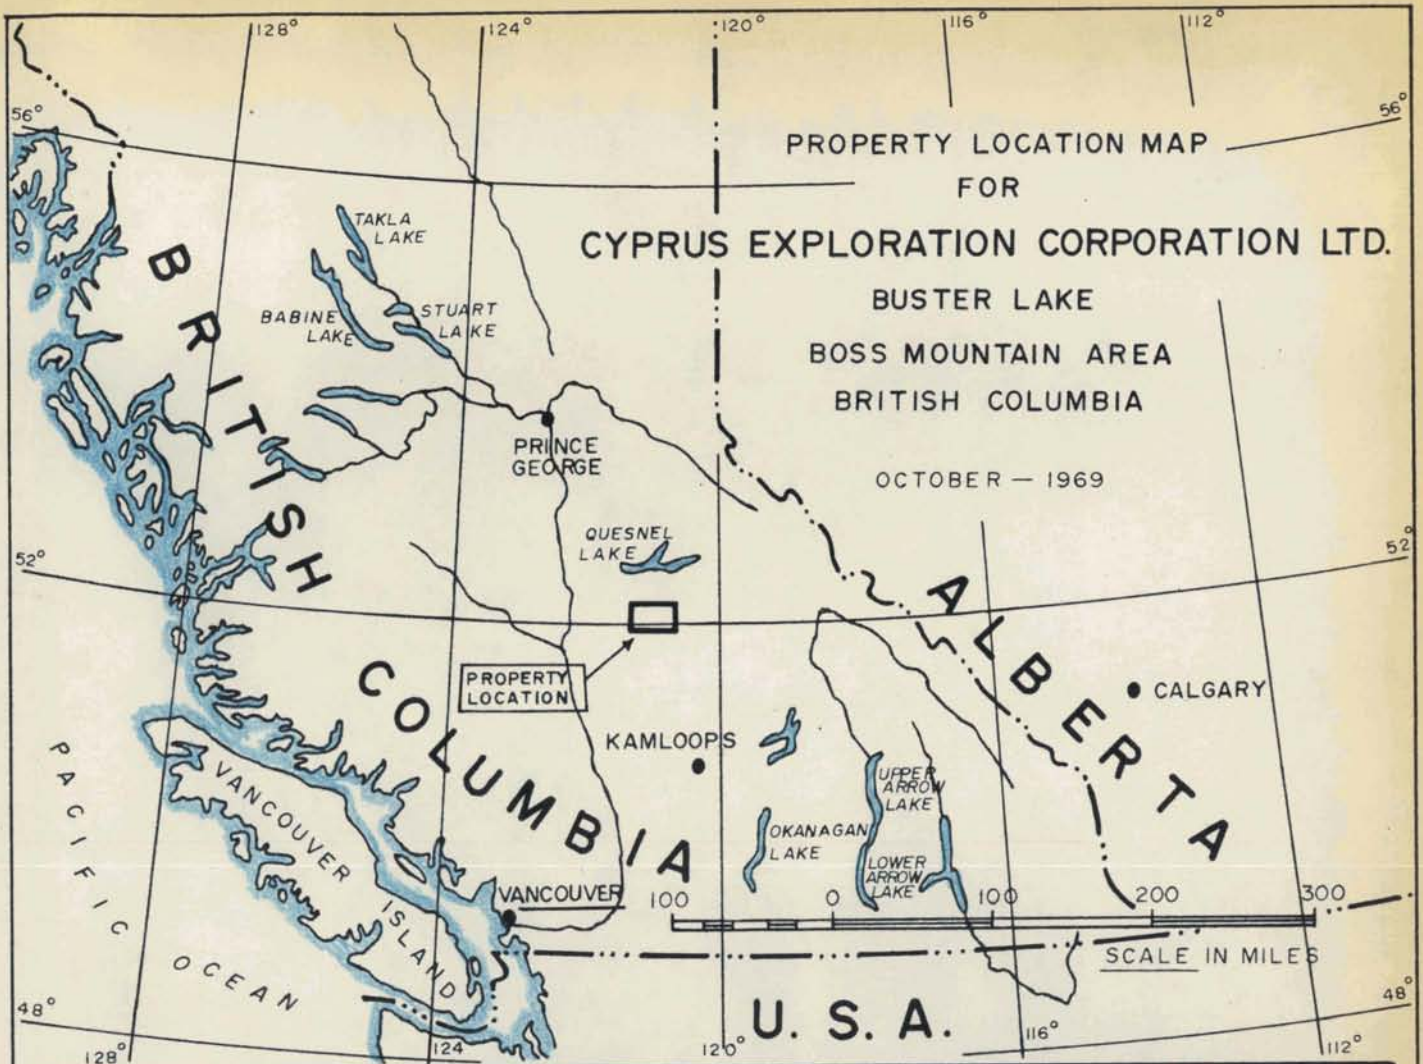 128°
124°
120°
116°
112°
56°
56°
PROPERTY LOCATION MAP
FOR
CYPRUS EXPLORATION CORPORATION LTD.
BUSTER LAKE
BOSS MOUNTAIN AREA
BRITISH COLUMBIA
OCTOBER — 1969
TAKLA
LAKE
BABINE
LAKE
STUART
LAKE
BRITISH
COLUMBIA
PRINCE
GEORGE
QUESNEL
LAKE
52°
52°
ALBERTA
PROPERTY
LOCATION
CALGARY
KAMLOOPS
UPPER
ARROW
LAKE
OKANAGAN
LAKE
LOWER
ARROW
LAKE
PACIFIC
OCEAN
VANCOUVER
ISLAND
VANCOUVER
100 0 100 200 300
SCALE IN MILES
U. S. A.
48°
48°
128°
124
120°
116°
112°